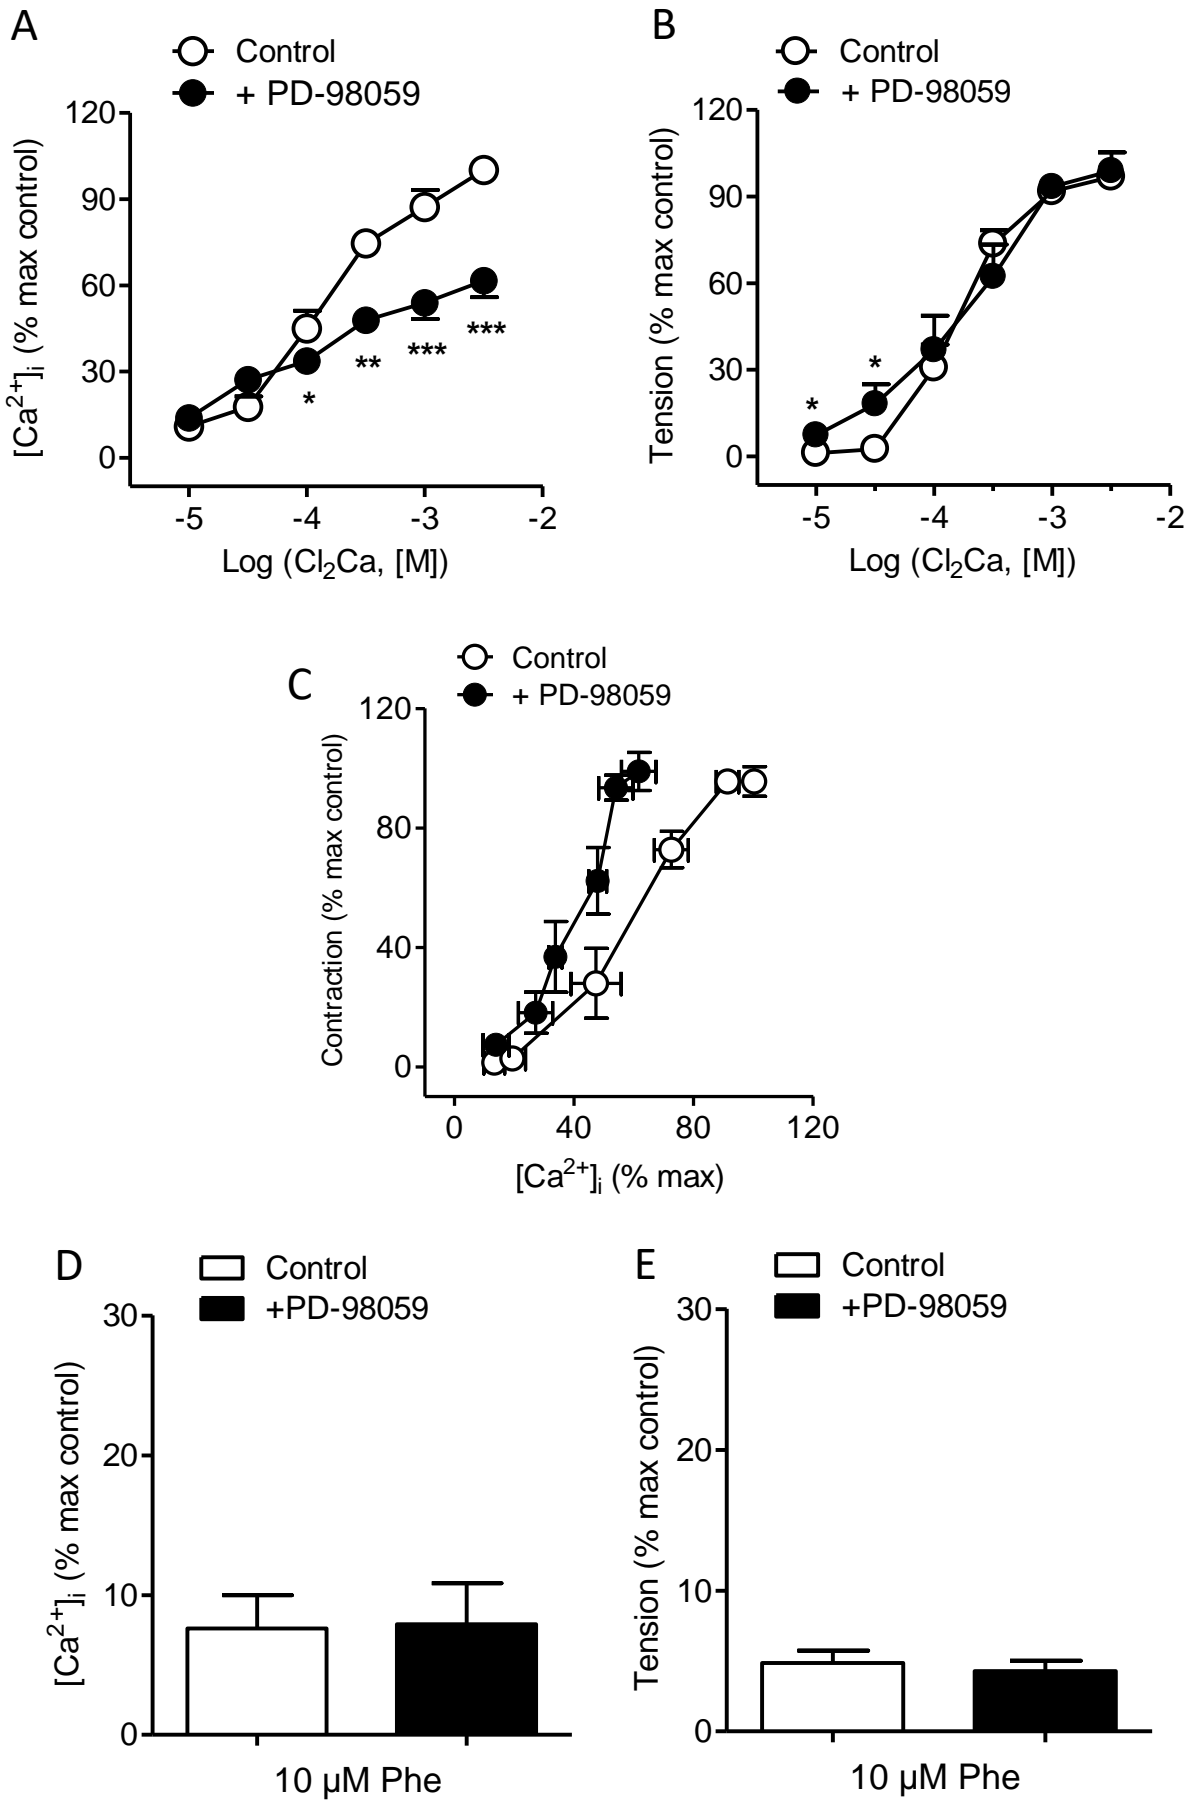 A
Control
+ PD-98059
120
90
60
30
0
[Ca2+]i (% max control)
*
**
***
***
-5 -4 -3 -2
Log (Cl2Ca, [M])
B
Control
+ PD-98059
120
90
60
30
0
Tension (% max control)
*
*
-5 -4 -3 -2
Log (Cl2Ca, [M])
C
Control
+ PD-98059
120
80
40
0
Contraction (% max control)
0 40 80 120
[Ca2+]i (% max)
D
Control
+PD-98059
30
20
10
0
[Ca2+]i (% max control)
10 µM Phe
E
Control
+PD-98059
30
20
10
0
Tension (% max control)
10 µM Phe